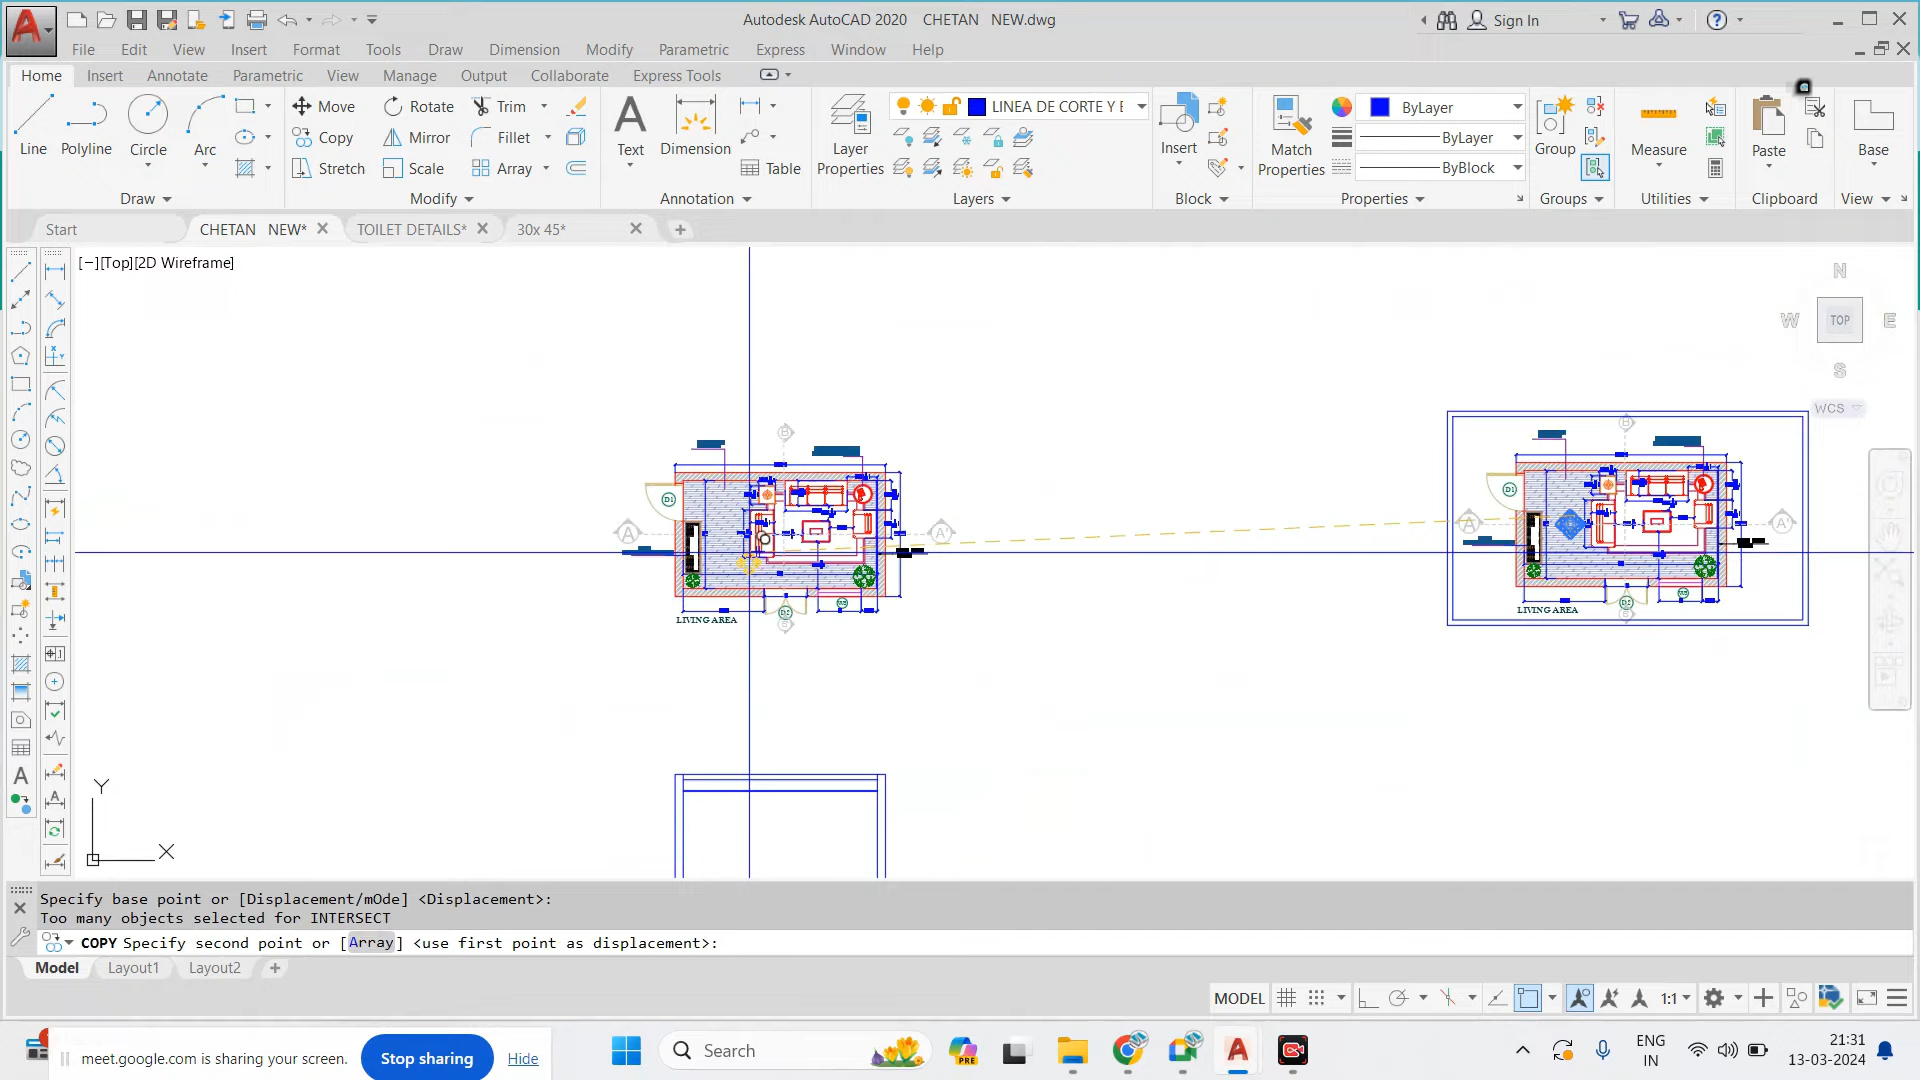 Autodesk AutoCAD 2020 CHETAN NEW.dwg
Sign In
File Edit View Insert Format Tools Draw Dimension Modify Parametric Express Window Help
Home Insert Annotate Parametric View Manage Output Collaborate Express Tools
Move Rotate Trim
LINEA DE CORTE Y E
ByLayer
Copy Mirror Fillet
ByLayer
Line Polyline Circle Arc
Text Dimension
Layer Properties
Insert
Match Properties
Group
Measure
Paste
Base
Stretch Scale Array
Table
ByBlock
Draw Modify Annotation Layers Block Properties Groups Utilities Clipboard View
Start CHETAN NEW* TOILET DETAILS* 30x 45*
[−][Top][2D Wireframe]
N
W TOP E
S
WCS
B
D1
A A'
D2
LIVING AREA
B
D1
A A'
D2
LIVING AREA
Y
X
Specify base point or [Displacement/mOde] <Displacement>:
Too many objects selected for INTERSECT
COPY Specify second point or [Array] <use first point as displacement>:
Model Layout1 Layout2
MODEL 1:1
meet.google.com is sharing your screen. Stop sharing Hide
Search
PRE
ENG
IN
21:31
13-03-2024